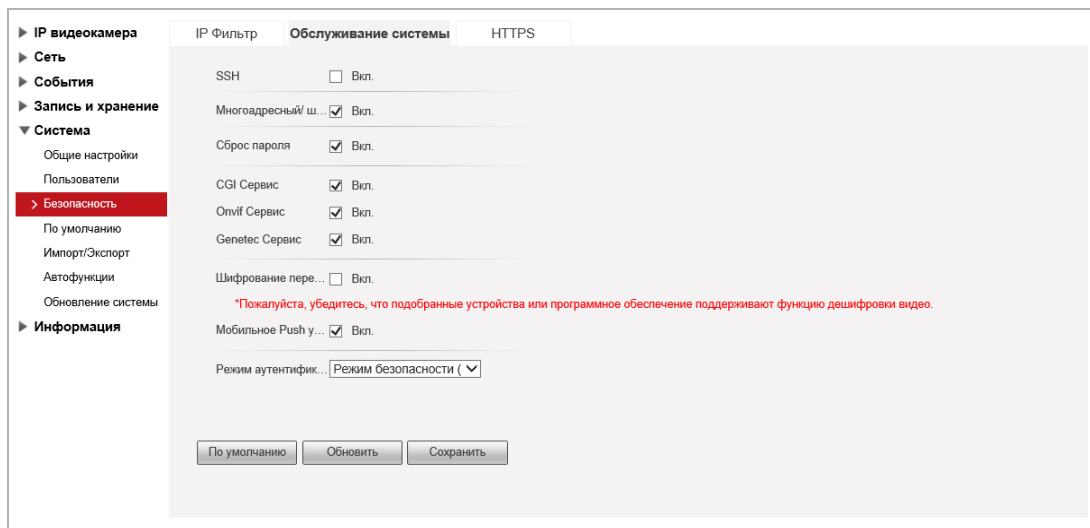 IP видеокамера
Сеть
События
Запись и хранение
Система
Общие настройки
Пользователи
Безопасность
По умолчанию
Импорт/Экспорт
Автофункции
Обновление системы
Информация
IP Фильтр Обслуживание системы HTTPS
SSH Вкл.
Многоадресный/ ш... Вкл.
Сброс пароля Вкл.
CGI Сервис Вкл.
Onvif Сервис Вкл.
Genetec Сервис Вкл.
Шифрование пере... Вкл.
*Пожалуйста, убедитесь, что подобранные устройства или программное обеспечение поддерживают функцию дешифровки видео.
Мобильное Push у... Вкл.
Режим аутентифик... Режим безопасности (
По умолчанию Обновить Сохранить